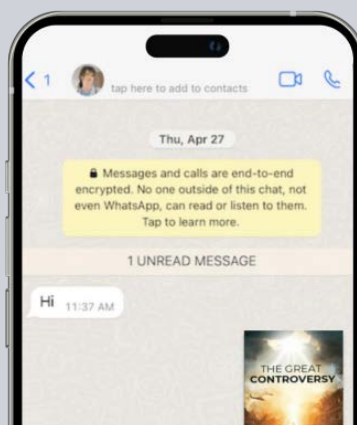 1
tap here to add to contacts
Thu, Apr 27
Messages and calls are end-to-end
encrypted. No one outside of this chat, not
even WhatsApp, can read or listen to them.
Tap to learn more.
1 UNREAD MESSAGE
Hi 11:37 AM
THE GREAT
CONTROVERSY